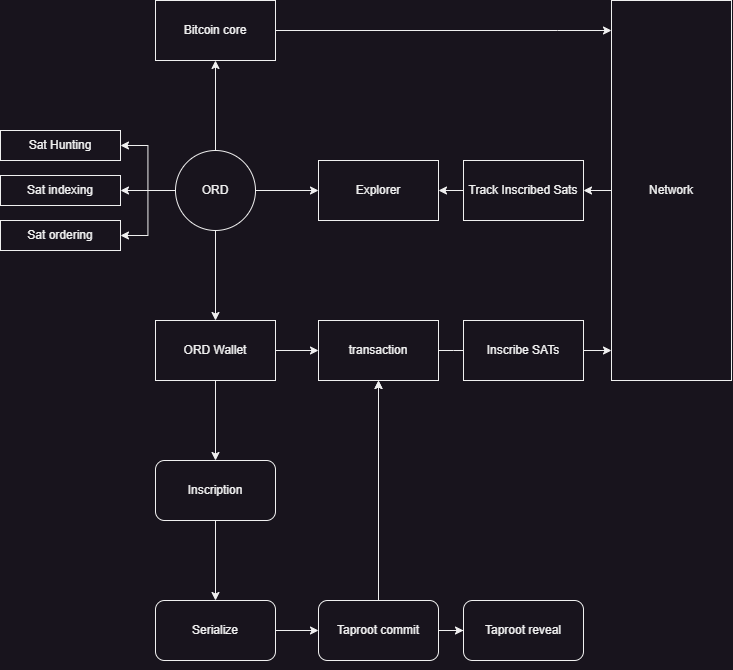 Bitcoin core
Sat Hunting
Sat indexing
Sat ordering
ORD
Explorer
Track Inscribed Sats
Network
ORD Wallet
transaction
Inscribe SATs
Inscription
Serialize
Taproot commit
Taproot reveal